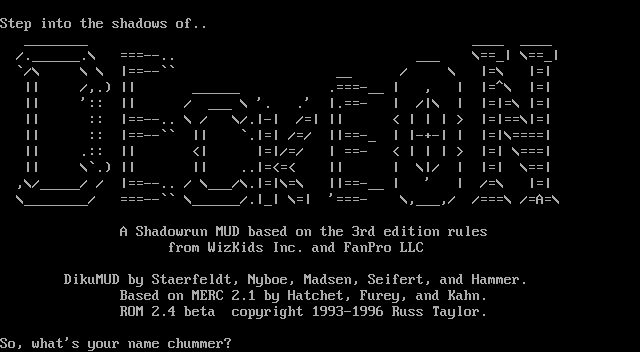 Step into the shadows of..
DEcKEON
A Shadowrun MUD based on the 3rd edition rules
from WizKids Inc. and FanPro LLC
DikuMUD by Staerfeldt, Nyboe, Madsen, Seifert, and Hammer.
Based on MERC 2.1 by Hatchet, Furey, and Kahn.
ROM 2.4 beta  copyright 1993-1996 Russ Taylor.
So, what's your name chummer?